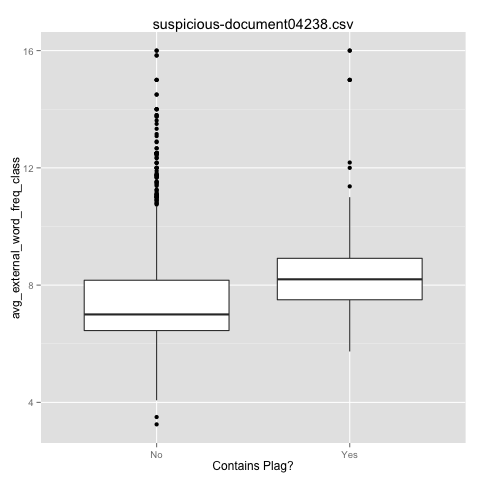 suspicious-document04238.csv
16
12
8
4
avg_external_word_freq_class
No Yes
Contains Plag?